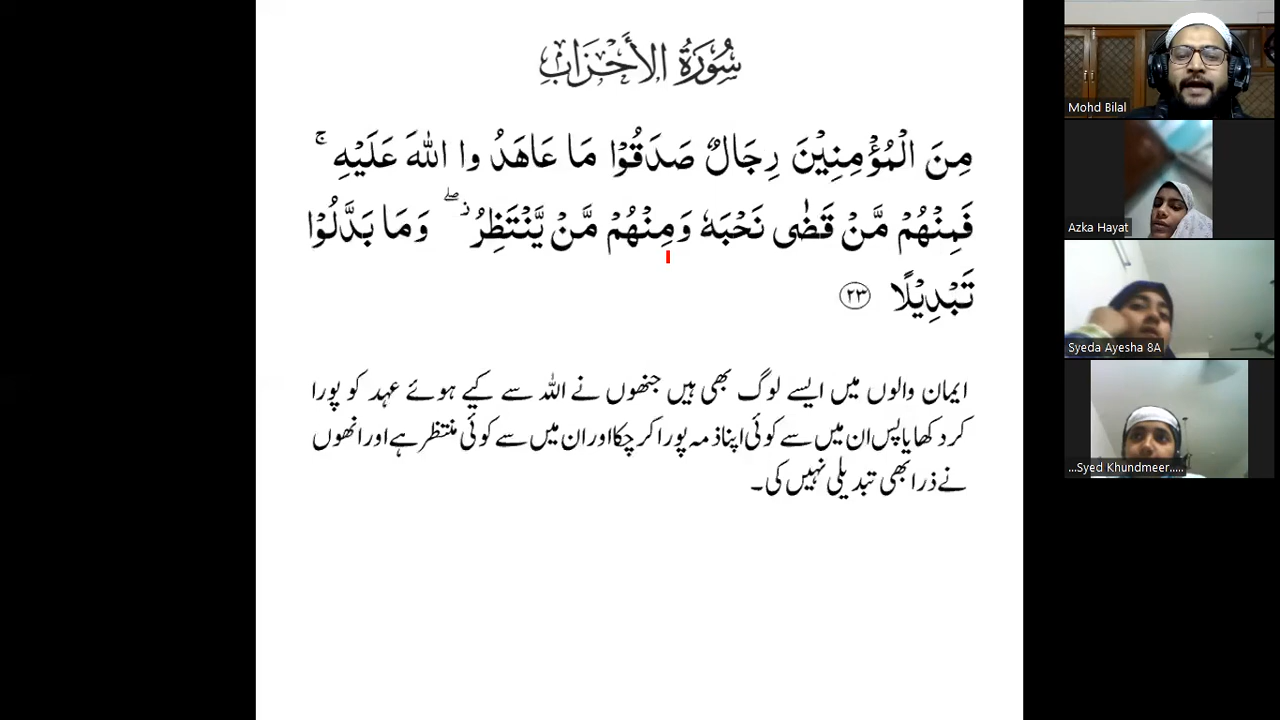 سُوْرَةُ الْأَحْزَابِ
مِنَ الْمُؤْمِنِيْنَ رِجَالٌ صَدَقُوْا مَا عَاهَدُ وا اللّٰهَ عَلَيْهِ ۚ
فَمِنْهُمْ مَّنْ قَضٰى نَحْبَهٗ وَمِنْهُمْ مَّنْ يَّنْتَظِرُ ۖ ز وَمَا بَدَّلُوْا
تَبْدِيْلًا ۝٢٣
ایمان والوں میں ایسے لوگ بھی ہیں جنھوں نے اللہ سے کیے ہوئے عہد کو پورا
کر دکھایا پس ان میں سے کوئی اپنا ذمہ پورا کر چکا اور ان میں سے کوئی منتظر ہے اور انھوں
نے ذرا بھی تبدیلی نہیں کی۔
Mohd Bilal
Azka Hayat
Syeda Ayesha 8A
...Syed Khundmeer.....